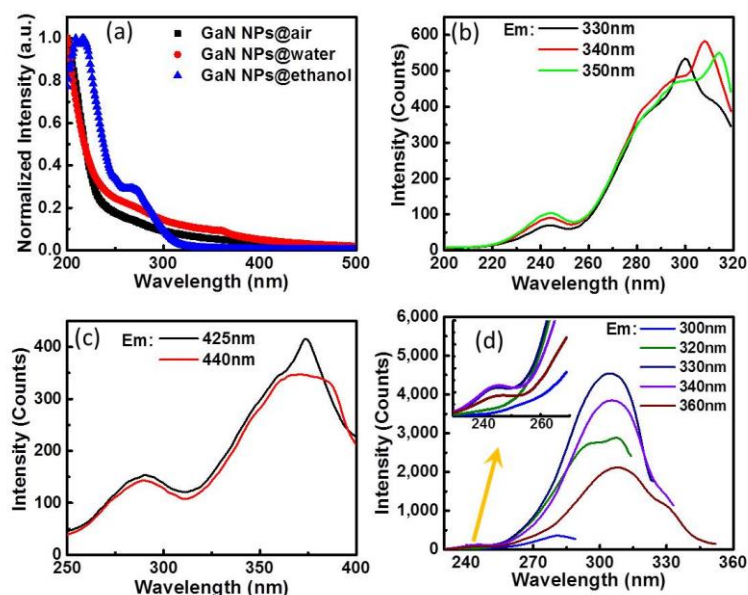 (a)
GaN NPs@air
GaN NPs@water
GaN NPs@ethanol
Normalized Intensity (a.u.)
1.0
0.8
0.6
0.4
0.2
0.0
200 300 400 500
Wavelength (nm)
(b)
Em: 330nm
340nm
350nm
Intensity (Counts)
600
500
400
300
200
100
0
200 220 240 260 280 300 320
Wavelength (nm)
(c)
Em: 425nm
440nm
Intensity (Counts)
400
300
200
100
0
250 300 350 400
Wavelength (nm)
(d)
Em: 300nm
320nm
330nm
340nm
360nm
240 260
Intensity (Counts)
6,000
5,000
4,000
3,000
2,000
1,000
0
230 240 270 300 330 360
Wavelength (nm)